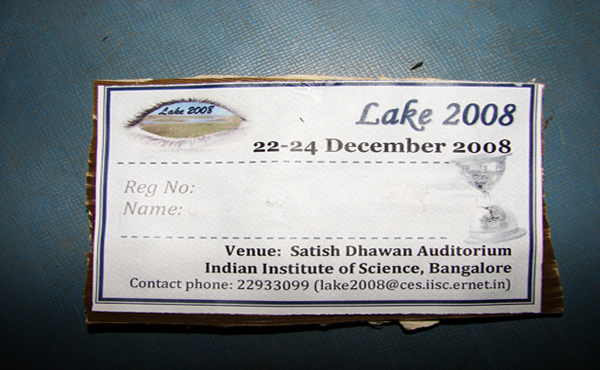 Lake 2008
Lake 2008
22-24 December 2008
Reg No:
Name:
Venue: Satish Dhawan Auditorium
Indian Institute of Science, Bangalore
Contact phone: 22933099 (lake2008@ces.iisc.ernet.in)